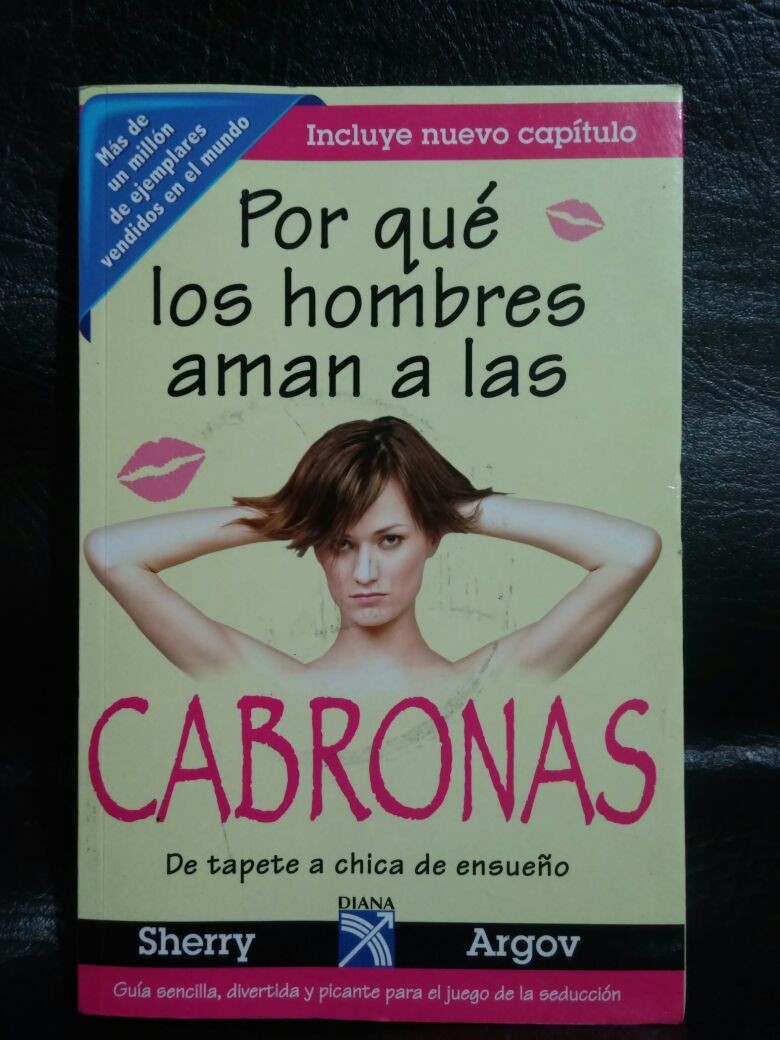 Más de
un millón
de ejemplares
vendidos en el mundo
Incluye nuevo capítulo
Por qué
los hombres
aman a las
CABRONAS
De tapete a chica de ensueño
DIANA
Sherry Argov
Guía sencilla, divertida y picante para el juego de la seducción